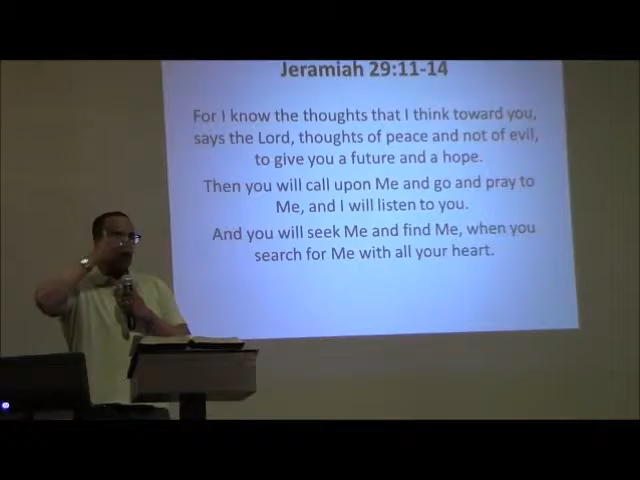 Jeramiah 29:11-14
For I know the thoughts that I think toward you,
says the Lord, thoughts of peace and not of evil,
to give you a future and a hope.
Then you will call upon Me and go and pray to
Me, and I will listen to you.
And you will seek Me and find Me, when you
search for Me with all your heart.